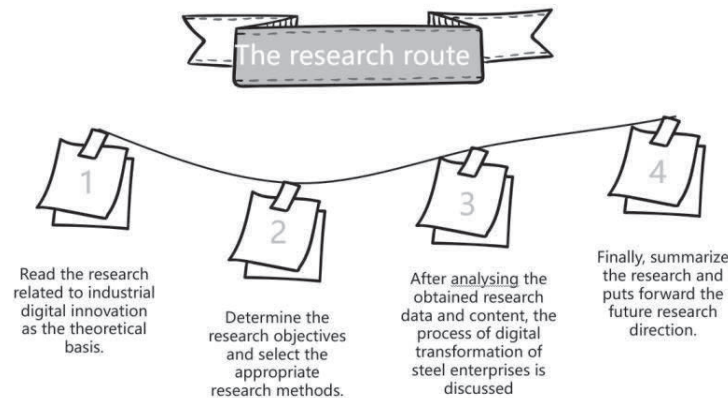 The research route
1
2
3
4
Read the research
related to industrial
digital innovation
as the theoretical
basis.
Determine the
research objectives
and select the
appropriate
research methods.
After analysing the
obtained research
data and content, the
process of digital
transformation of
steel enterprises is
discussed
Finally, summarize
the research and
puts forward the
future research
direction.